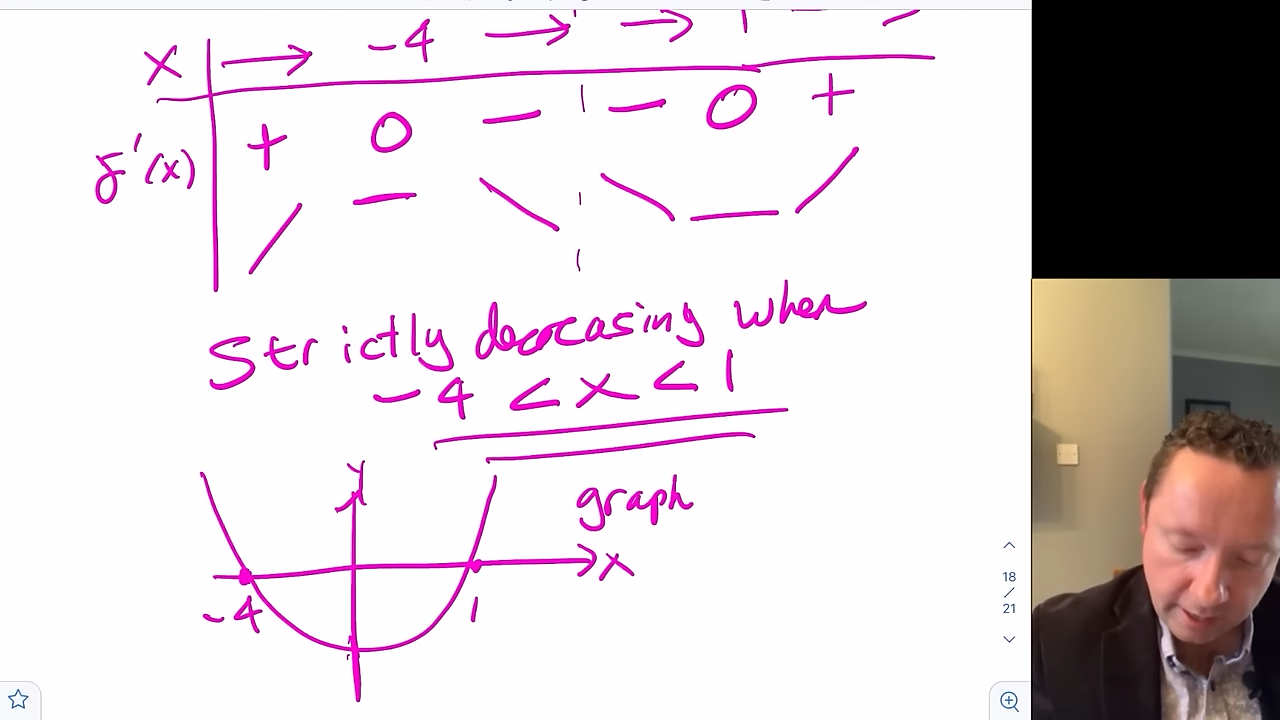 x → -4 → → 1
f'(x) + 0 - - 0 +
Strictly decreasing when
-4 < x < 1
y
graph
x
-4 1
18
/
21